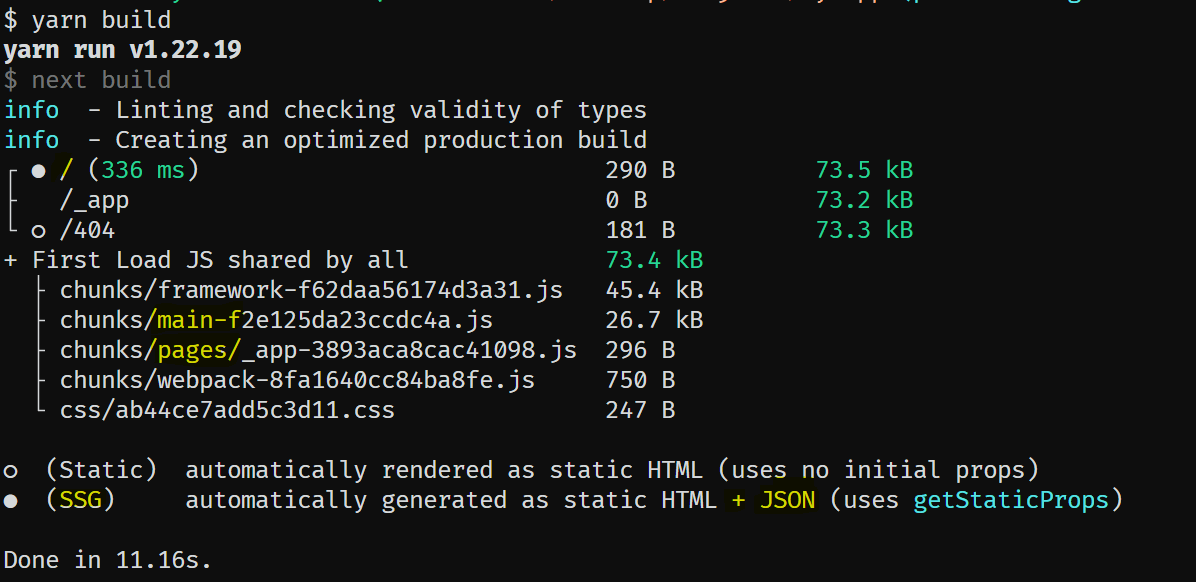 $ yarn build
yarn run v1.22.19
$ next build
info  - Linting and checking validity of types
info  - Creating an optimized production build
┌ ● / (336 ms)                             290 B          73.5 kB
├   /_app                                  0 B            73.2 kB
└ ○ /404                                   181 B          73.3 kB
+ First Load JS shared by all              73.4 kB
  ├ chunks/framework-f62daa56174d3a31.js   45.4 kB
  ├ chunks/main-f2e125da23ccdc4a.js        26.7 kB
  ├ chunks/pages/_app-3893aca8cac41098.js  296 B
  ├ chunks/webpack-8fa1640cc84ba8fe.js     750 B
  └ css/ab44ce7add5c3d11.css               247 B
○  (Static)  automatically rendered as static HTML (uses no initial props)
●  (SSG)     automatically generated as static HTML + JSON (uses getStaticProps)
Done in 11.16s.